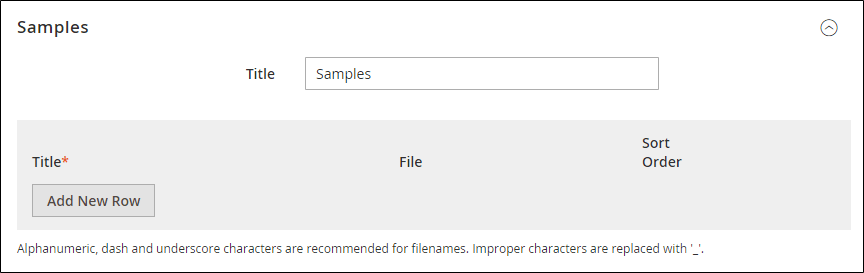 Samples
Title Samples
Title* File Sort Order
Add New Row
Alphanumeric, dash and underscore characters are recommended for filenames. Improper characters are replaced with '_'.